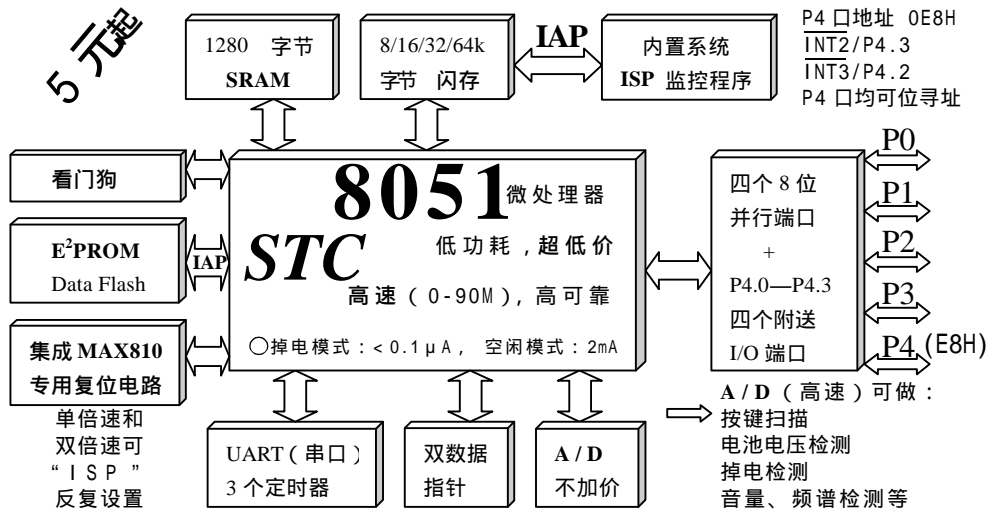 5元起
1280 字节
SRAM
8/16/32/64k
字节 闪存
IAP
内置系统
ISP 监控程序
P4 口地址 0E8H
INT2/P4.3
INT3/P4.2
P4 口均可位寻址
看门狗
E²PROM
Data Flash
IAP
集成 MAX810
专用复位电路
单倍速和
双倍速可
“ISP”
反复设置
8051 微处理器
STC
低功耗，超低价
高速（0-90M），高可靠
○掉电模式：<0.1μA， 空闲模式：2mA
四个 8 位
并行端口
+
P4.0—P4.3
四个附送
I/O 端口
P0
P1
P2
P3
P4 (E8H)
UART（串口）
3 个定时器
双数据
指针
A/D
不加价
A/D（高速）可做：
按键扫描
电池电压检测
掉电检测
音量、频谱检测等